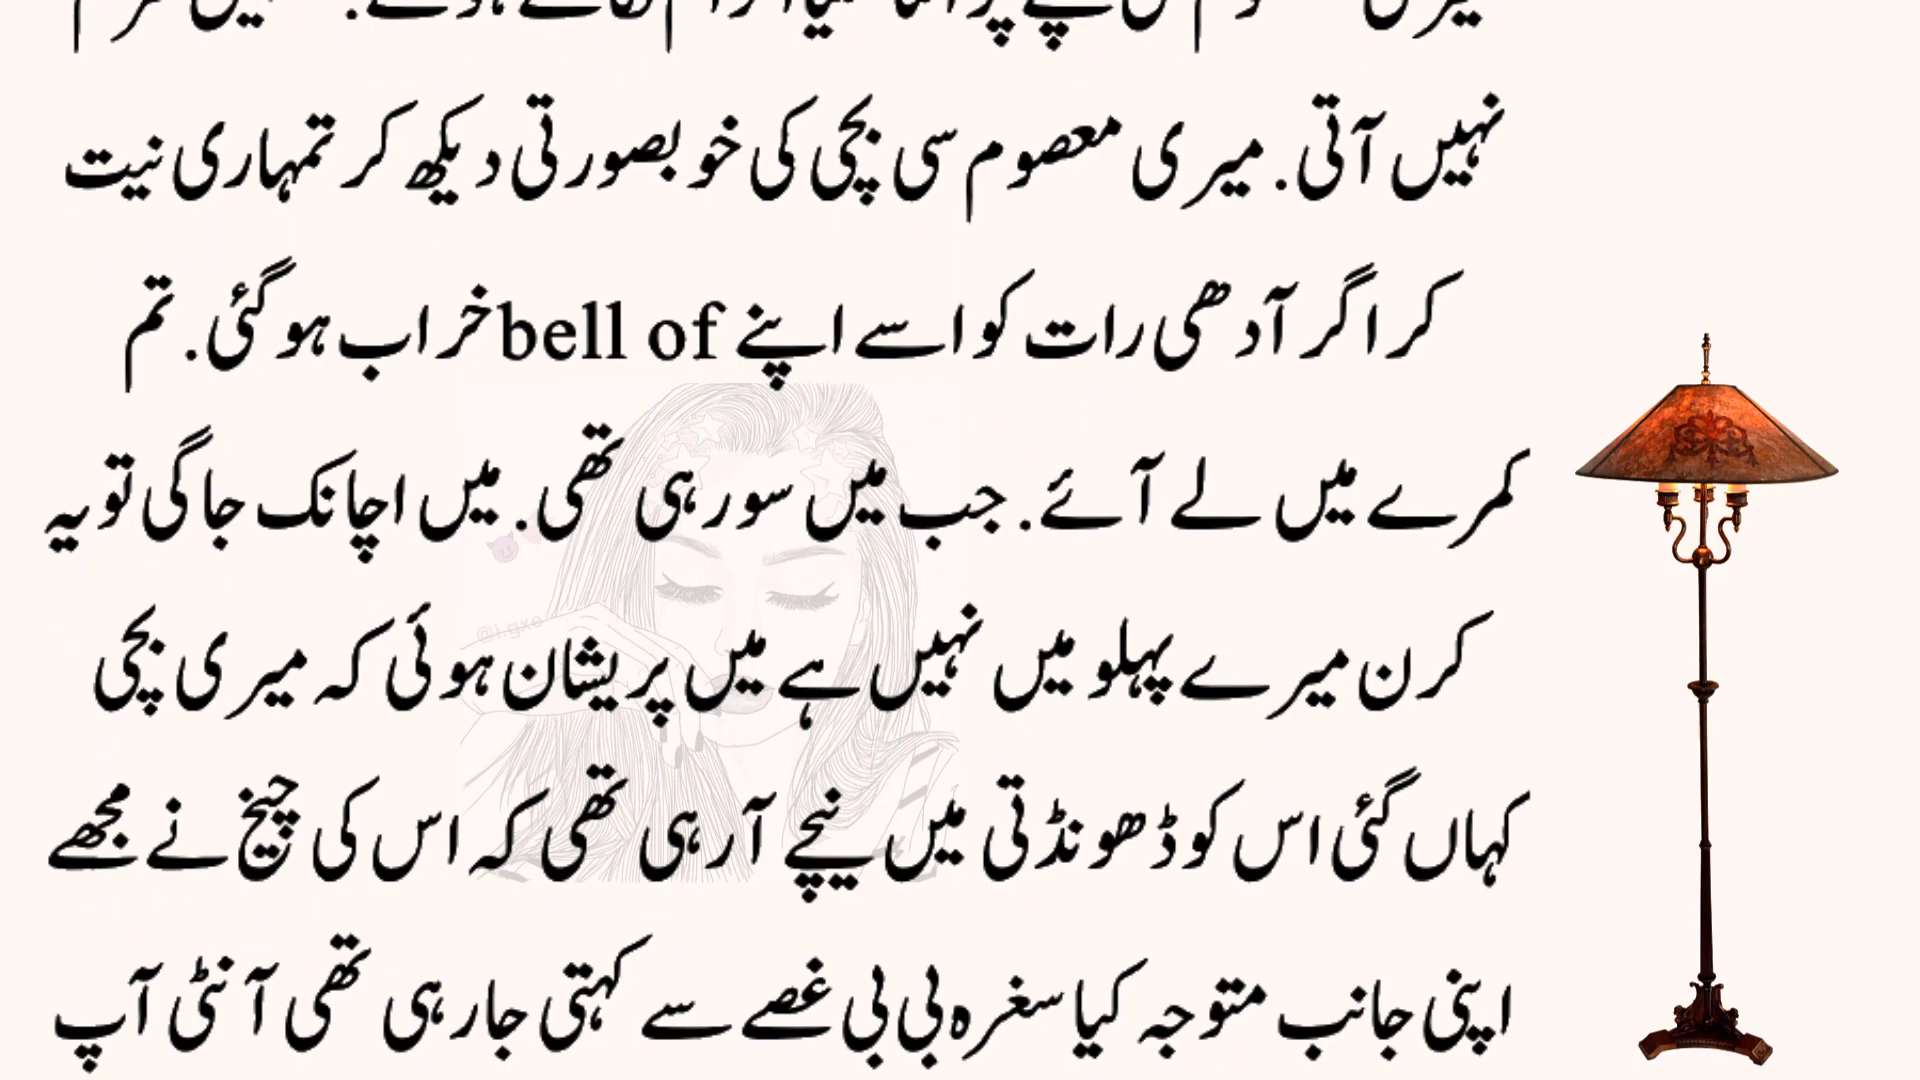 نہیں آتی. میری معصوم سی بچی کی خوبصورتی دیکھ کر تمہاری نیت
کر اگر آدھی رات کو اسے اپنے bell of خراب ہو گئی. تم
کمرے میں لے آئے. جب میں سو رہی تھی. میں اچانک جاگی تو یہ
کرن میرے پہلو میں نہیں ہے میں پریشان ہوئی کہ میری بچی
کہاں گئی اس کو ڈھونڈتی میں نیچے آ رہی تھی کہ اس کی چیخ نے مجھے
اپنی جانب متوجہ کیا سغرہ بی بی غصے سے کہتی جا رہی تھی آنٹی آپ